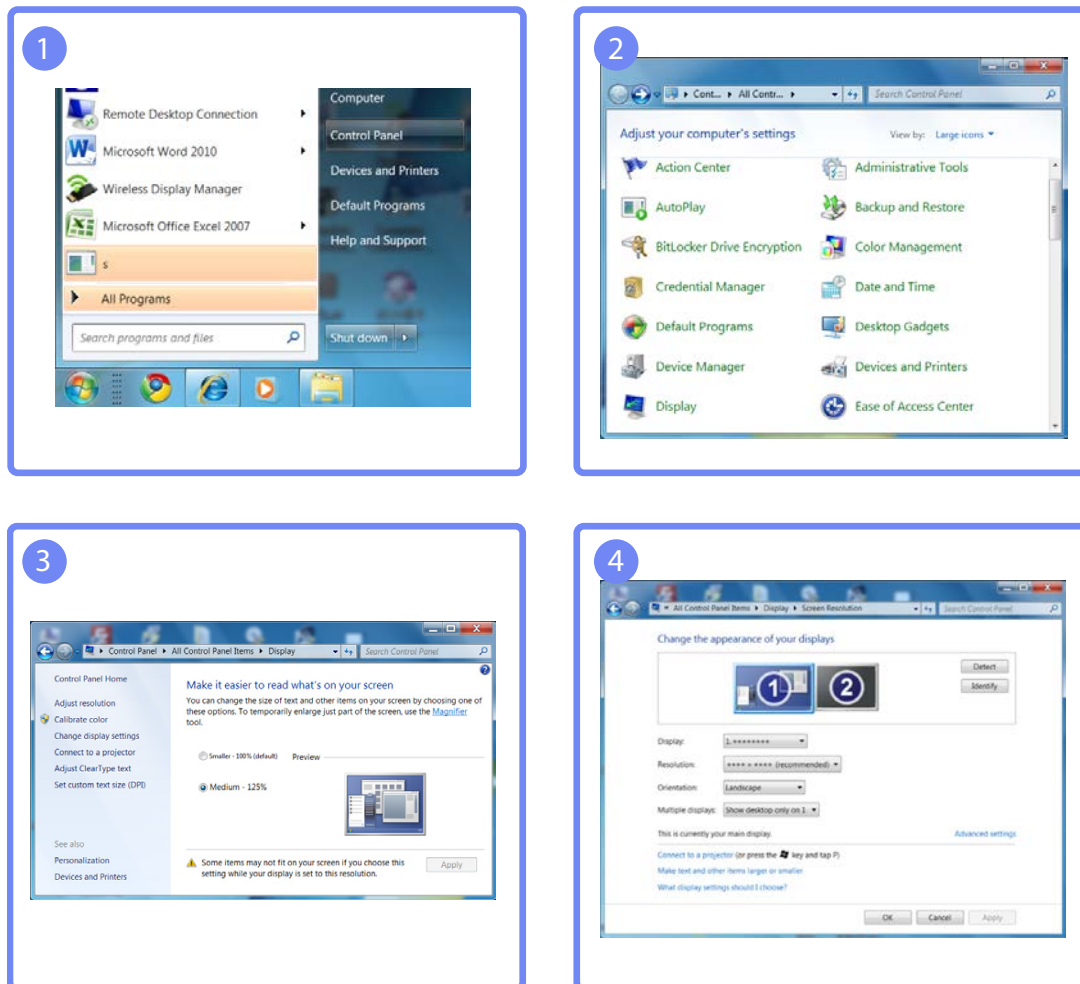 1
Remote Desktop Connection
Microsoft Word 2010
Wireless Display Manager
Microsoft Office Excel 2007
s
All Programs
Search programs and files
Computer
Control Panel
Devices and Printers
Default Programs
Help and Support
Shut down
2
Cont... All Contr...
Search Control Panel
Adjust your computer's settings
View by: Large icons
Action Center
Administrative Tools
AutoPlay
Backup and Restore
BitLocker Drive Encryption
Color Management
Credential Manager
Date and Time
Default Programs
Desktop Gadgets
Device Manager
Devices and Printers
Display
Ease of Access Center
3
Control Panel All Control Panel Items Display
Search Control Panel
Control Panel Home
Adjust resolution
Calibrate color
Change display settings
Connect to a projector
Adjust ClearType text
Set custom text size (DPI)
See also
Personalization
Devices and Printers
Make it easier to read what's on your screen
You can change the size of text and other items on your screen by choosing one of
these options. To temporarily enlarge just part of the screen, use the Magnifier
tool.
Smaller - 100% (default)
Preview
Medium - 125%
Some items may not fit on your screen if you choose this
setting while your display is set to this resolution.
Apply
4
All Control Panel Items Display Screen Resolution
Search Control Panel
Change the appearance of your displays
1
2
Detect
Identify
Display: 1. ********
Resolution: **** × **** (recommended)
Orientation: Landscape
Multiple displays: Show desktop only on 1
This is currently your main display.
Advanced settings
Connect to a projector (or press the key and tap P)
Make text and other items larger or smaller
What display settings should I choose?
OK
Cancel
Apply